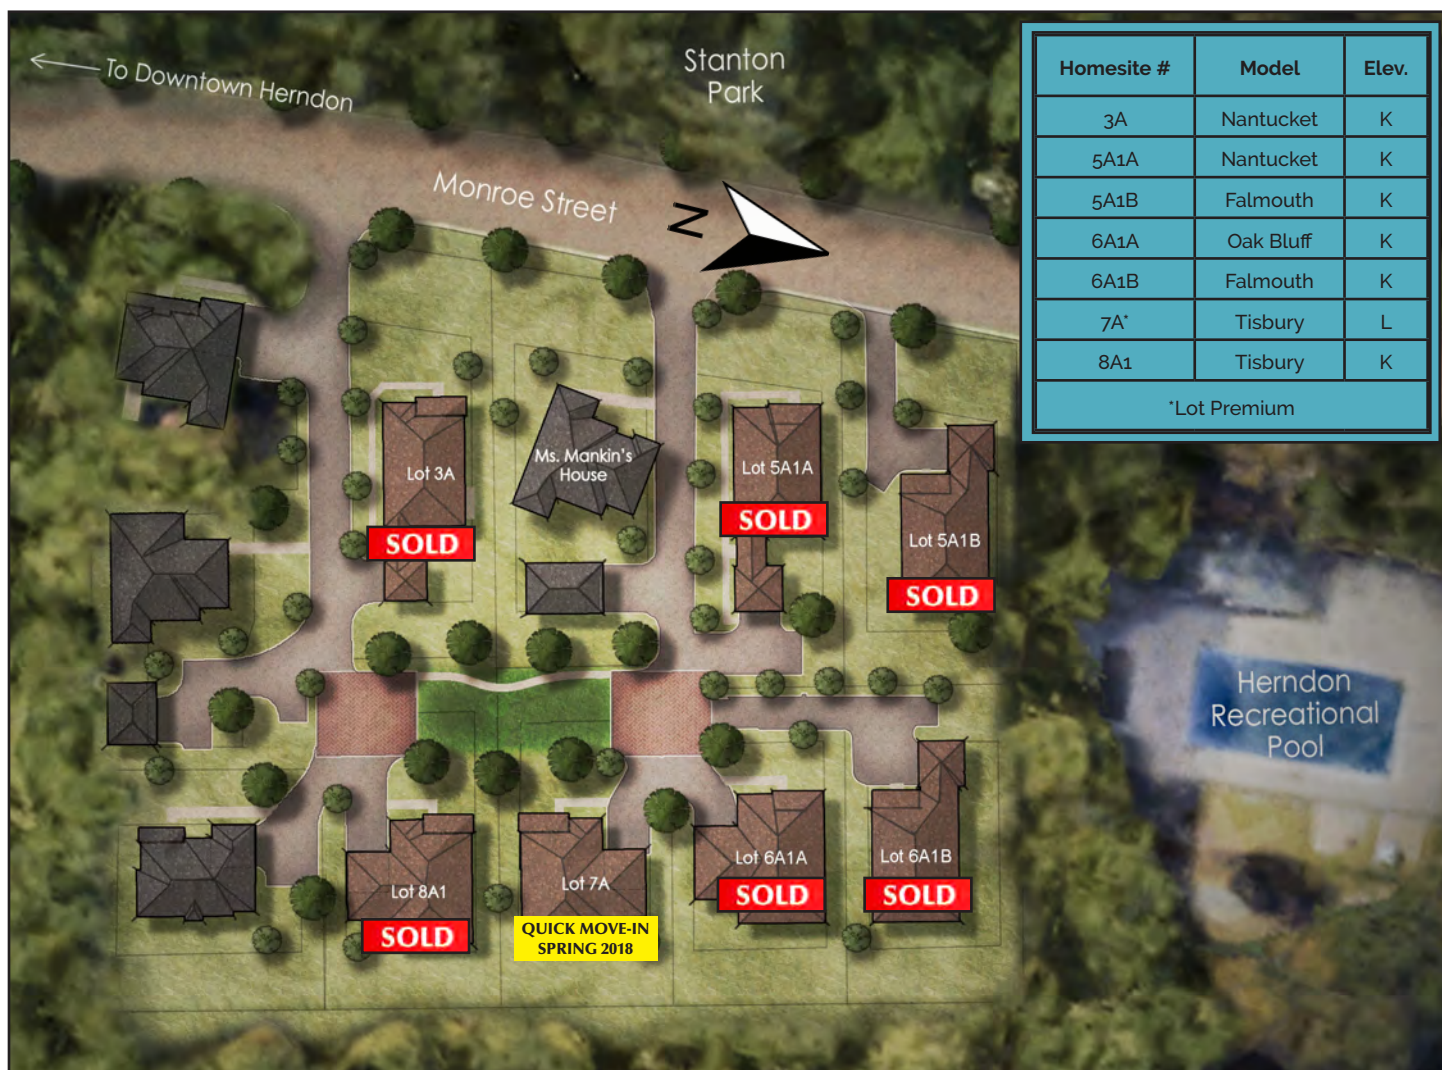 To Downtown Herndon
Stanton
Park
Monroe Street
N
Homesite # Model Elev.
3A Nantucket K
5A1A Nantucket K
5A1B Falmouth K
6A1A Oak Bluff K
6A1B Falmouth K
7A* Tisbury L
8A1 Tisbury K
*Lot Premium
Lot 3A
SOLD
Ms. Mankin's
House
Lot 5A1A
SOLD
Lot 5A1B
SOLD
Herndon
Recreational
Pool
Lot 8A1
SOLD
Lot 7A
QUICK MOVE-IN
SPRING 2018
Lot 6A1A
SOLD
Lot 6A1B
SOLD